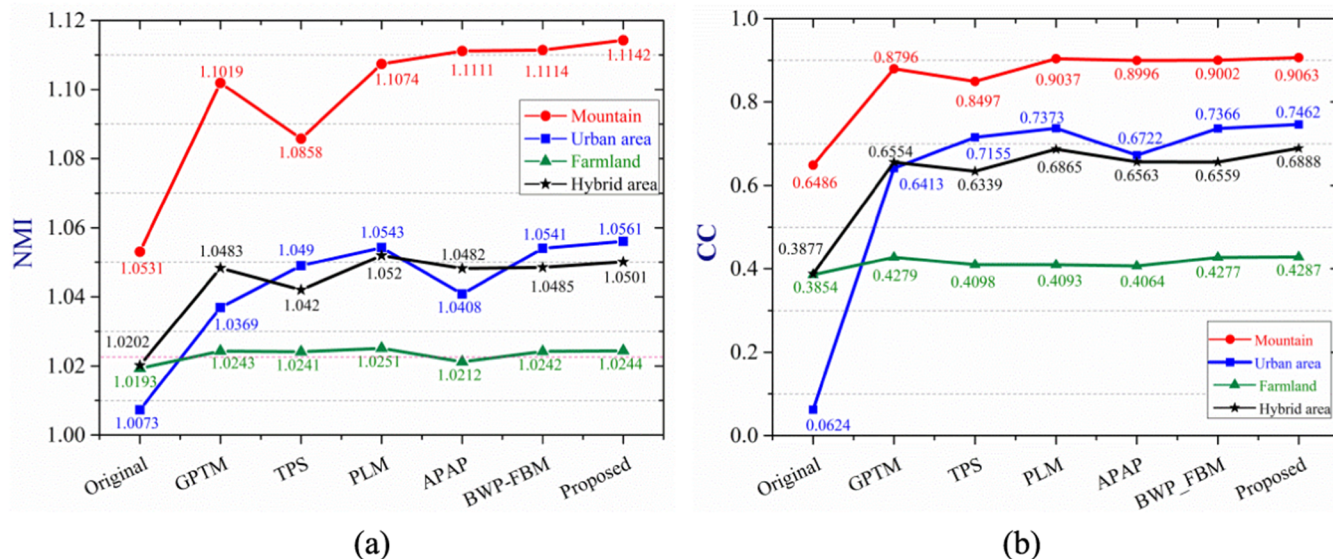 1.12
1.10
1.08
1.06
1.04
1.02
1.00
NMI
1.0531
1.1019
1.0858
1.1074
1.1111
1.1114
1.1142
Mountain
Urban area
Farmland
Hybrid area
1.0483
1.049
1.0543
1.0482
1.0541
1.0561
1.042
1.052
1.0485
1.0501
1.0202
1.0369
1.0408
1.0193
1.0243
1.0241
1.0251
1.0212
1.0242
1.0244
1.0073
Original
GPTM
TPS
PLM
APAP
BWP-FBM
Proposed
(a)
1.0
0.8
0.6
0.4
0.2
0.0
CC
0.6486
0.8796
0.8497
0.9037
0.8996
0.9002
0.9063
0.7373
0.7366
0.7462
0.6554
0.7155
0.6722
0.6413
0.6339
0.6865
0.6563
0.6559
0.6888
0.3877
0.3854
0.4279
0.4098
0.4093
0.4064
0.4277
0.4287
0.0624
Mountain
Urban area
Farmland
Hybrid area
Original
GPTM
TPS
PLM
APAP
BWP_FBM
Proposed
(b)